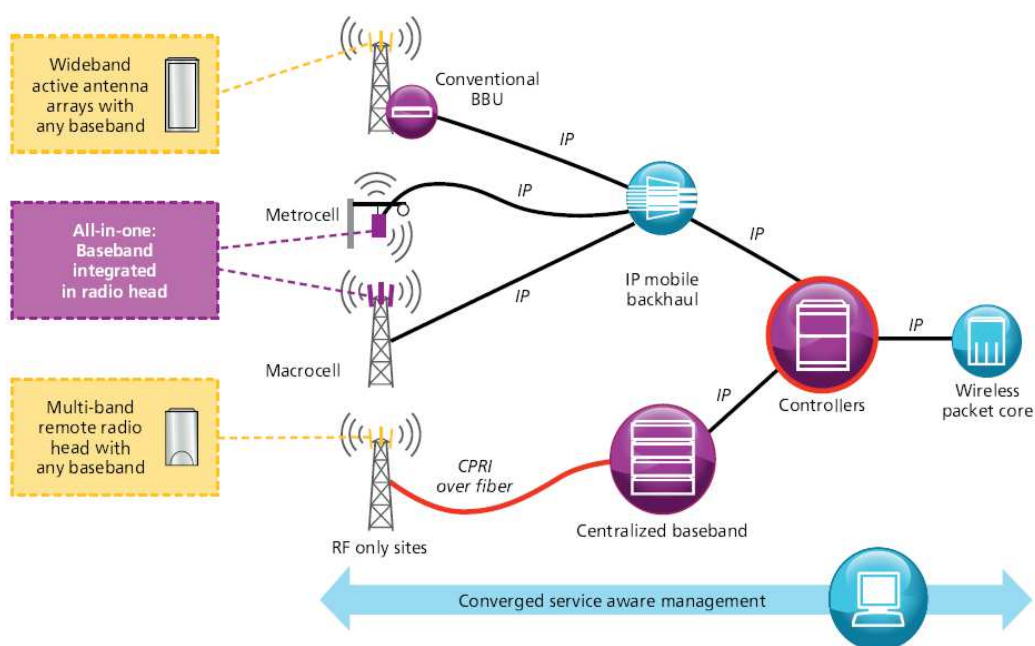 Wideband
active antenna
arrays with
any baseband
Conventional
BBU
IP
Metrocell
IP
All-in-one:
Baseband
integrated
in radio head
IP
IP mobile
backhaul
IP
Macrocell
IP
Controllers
Wireless
packet core
Multi-band
remote radio
head with
any baseband
IP
CPRI
over fiber
RF only sites
Centralized baseband
Converged service aware management